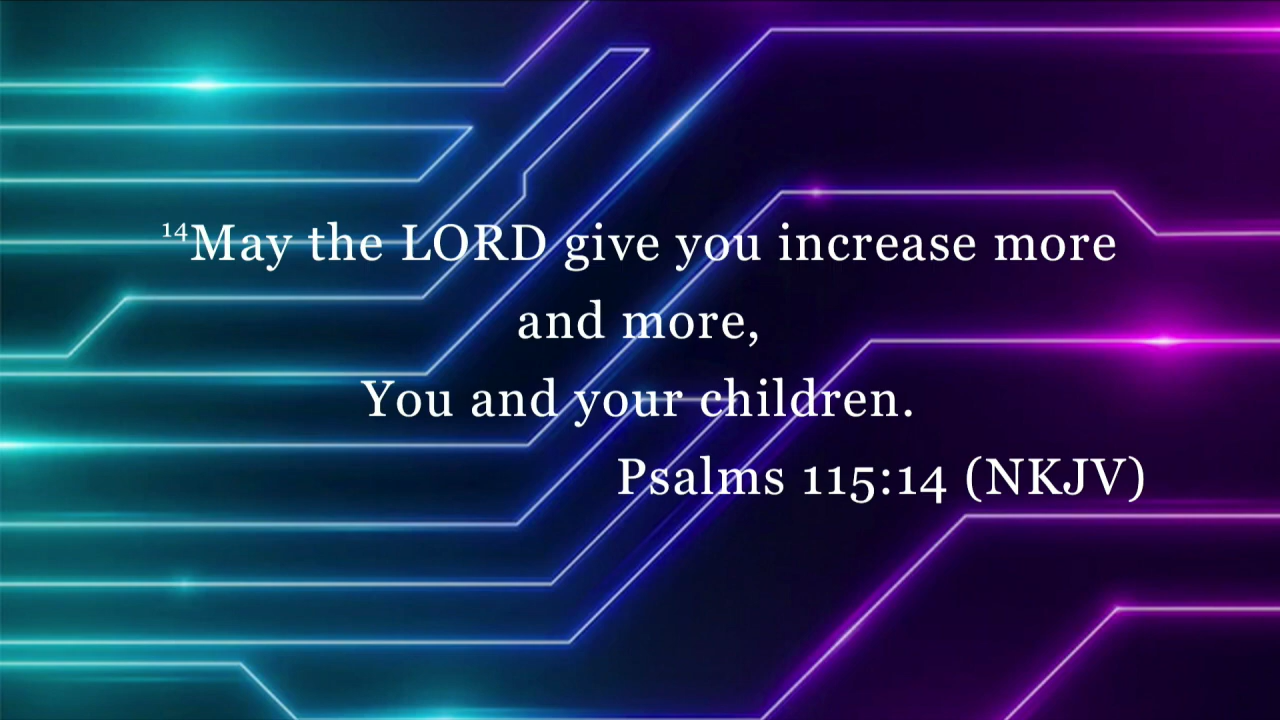 ¹⁴May the LORD give you increase more
and more,
You and your children.
Psalms 115:14 (NKJV)